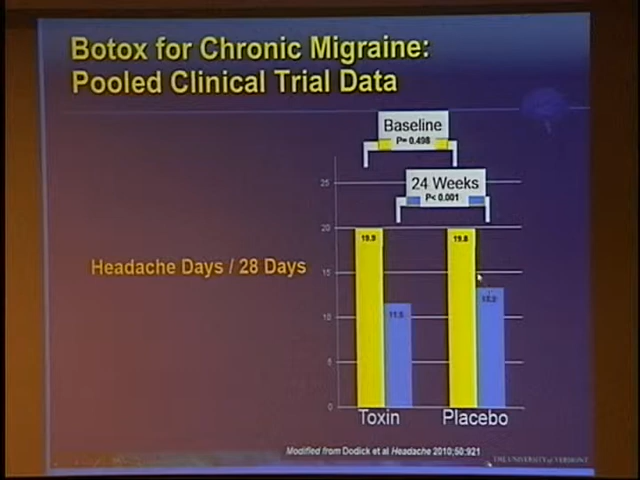 Botox for Chronic Migraine:
Pooled Clinical Trial Data
Baseline
P= 0.498
24 Weeks
P< 0.001
25
20
15
10
5
0
19.9
19.8
Headache Days / 28 Days
Toxin
Placebo
Modified from Dodick et al Headache 2010;50:921
THE UNIVERSITY of VERMONT